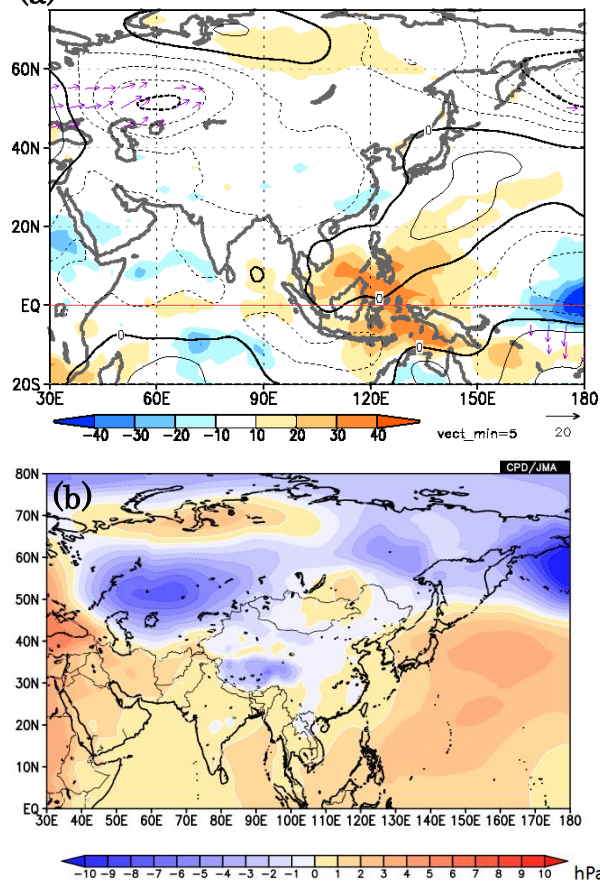 (a)
60N
40N
20N
EQ
20S
0
0
0
0
30E 60E 90E 120E 150E 180
-40 -30 -20 -10 10 20 30 40
vect_min=5
20
CPD/JMA
(b)
80N
70N
60N
50N
40N
30N
20N
10N
EQ
30E 40E 50E 60E 70E 80E 90E 100E 110E 120E 130E 140E 150E 160E 170E 180
-10 -9 -8 -7 -6 -5 -4 -3 -2 -1 0 1 2 3 4 5 6 7 8 9 10
hPa